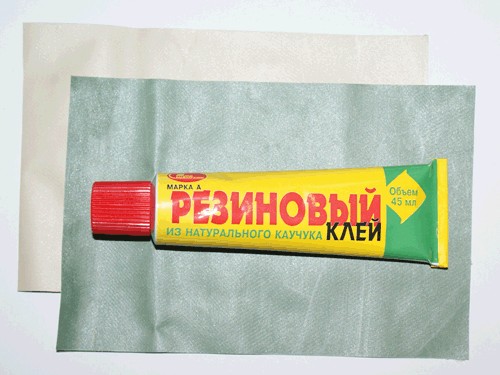 МАРКА А
РЕЗИНОВЫЙ
ИЗ НАТУРАЛЬНОГО КАУЧУКА
КЛЕЙ
Объем
45 мл